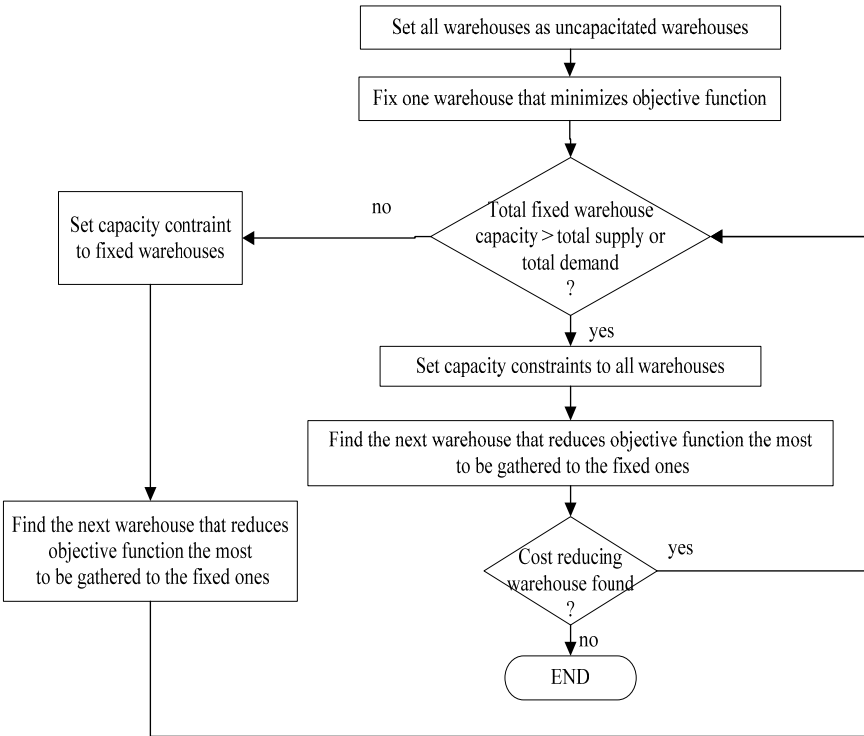 Set all warehouses as uncapacitated warehouses
Fix one warehouse that minimizes objective function
no
Total fixed warehouse
capacity > total supply or
total demand
?
Set capacity contraint
to fixed warehouses
yes
Set capacity constraints to all warehouses
Find the next warehouse that reduces objective function the most
to be gathered to the fixed ones
Find the next warehouse that reduces
objective function the most
to be gathered to the fixed ones
Cost reducing
warehouse found
?
yes
no
END